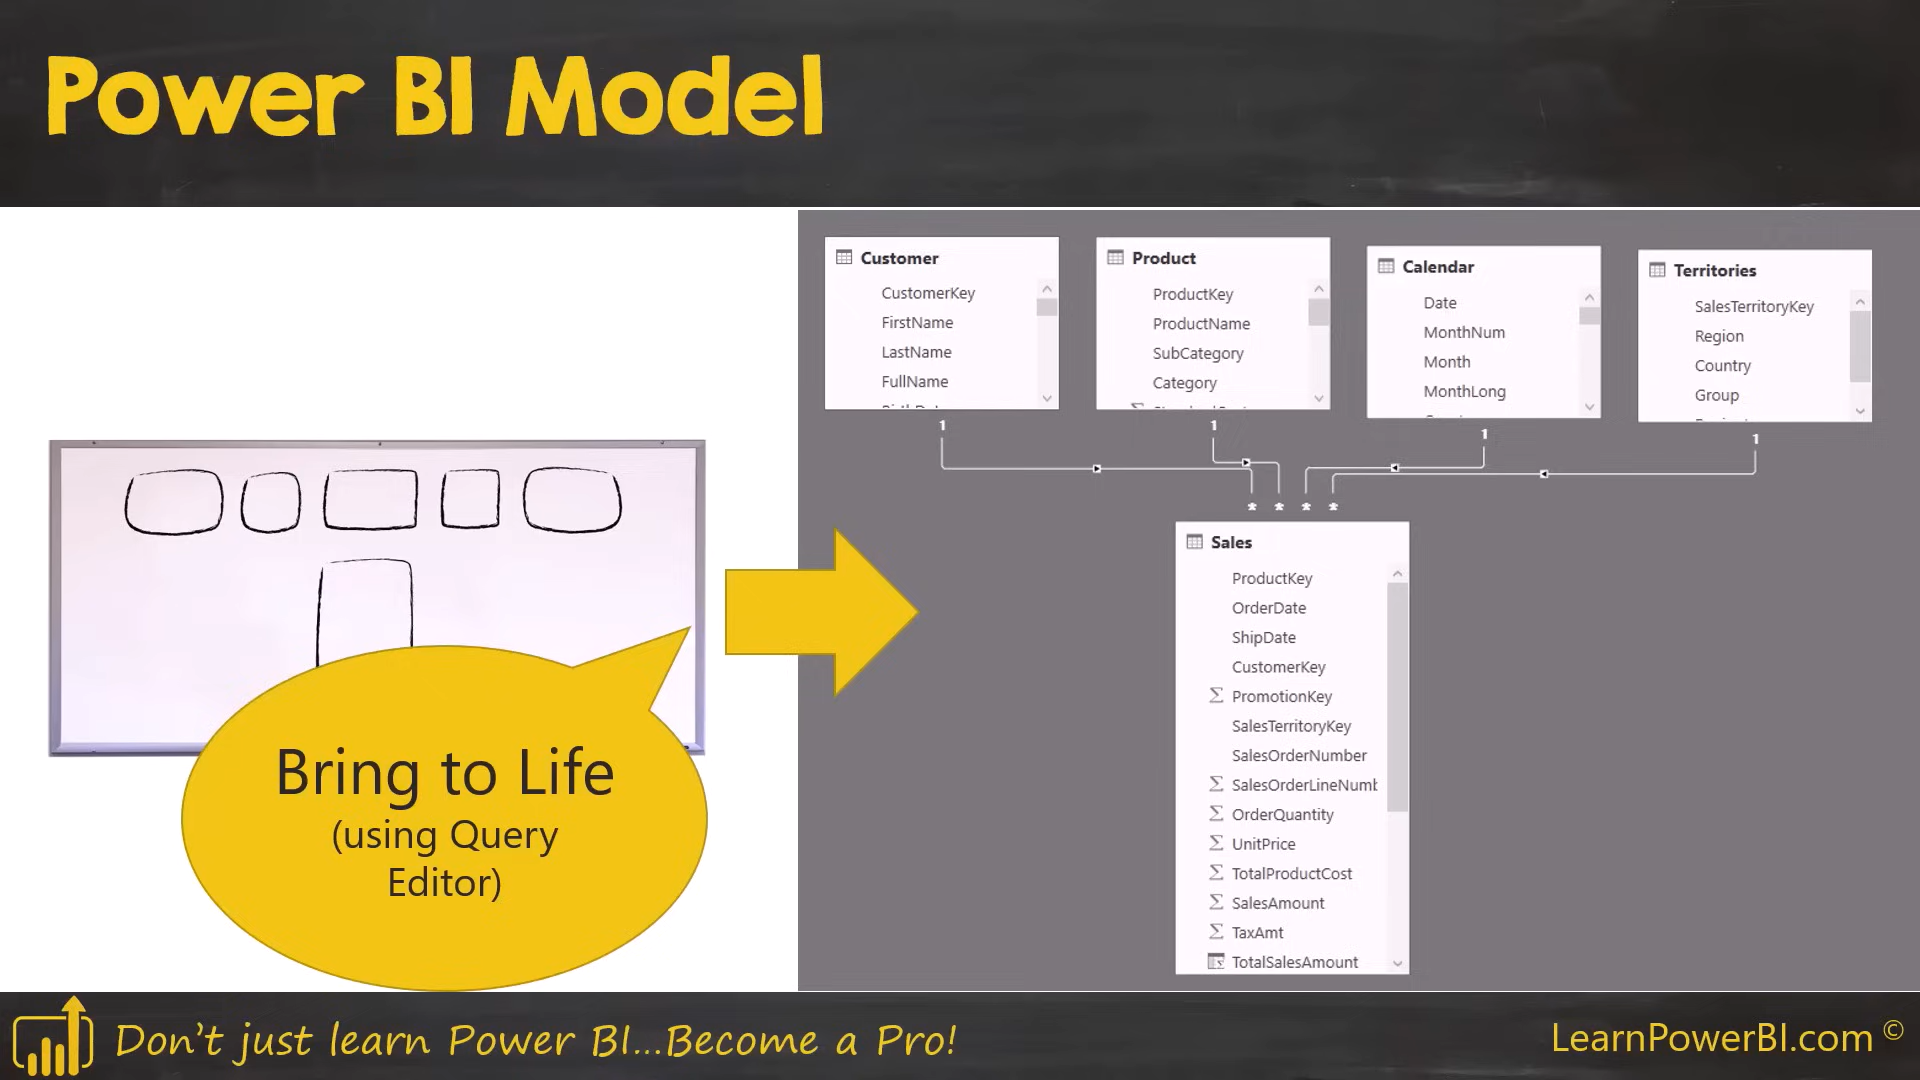 Power BI Model
Customer
CustomerKey
FirstName
LastName
FullName
Product
ProductKey
ProductName
SubCategory
Category
Calendar
Date
MonthNum
Month
MonthLong
Territories
SalesTerritoryKey
Region
Country
Group
1
1
1
1
* * * *
Sales
ProductKey
OrderDate
ShipDate
CustomerKey
Σ PromotionKey
SalesTerritoryKey
SalesOrderNumber
Σ SalesOrderLineNumb
Σ OrderQuantity
Σ UnitPrice
Σ TotalProductCost
Σ SalesAmount
Σ TaxAmt
TotalSalesAmount
Bring to Life
(using Query
Editor)
Don't just learn Power BI...Become a Pro!
LearnPowerBI.com ©